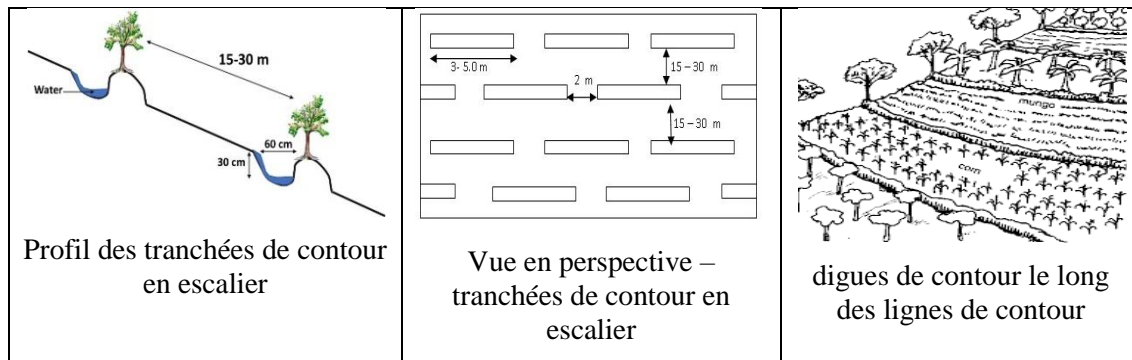 15-30 m
Water
60 cm
30 cm
Profil des tranchées de contour
en escalier
3- 5.0 m
15 – 30 m
2 m
15 – 30 m
Vue en perspective –
tranchées de contour en
escalier
mungo
corn
digues de contour le long
des lignes de contour